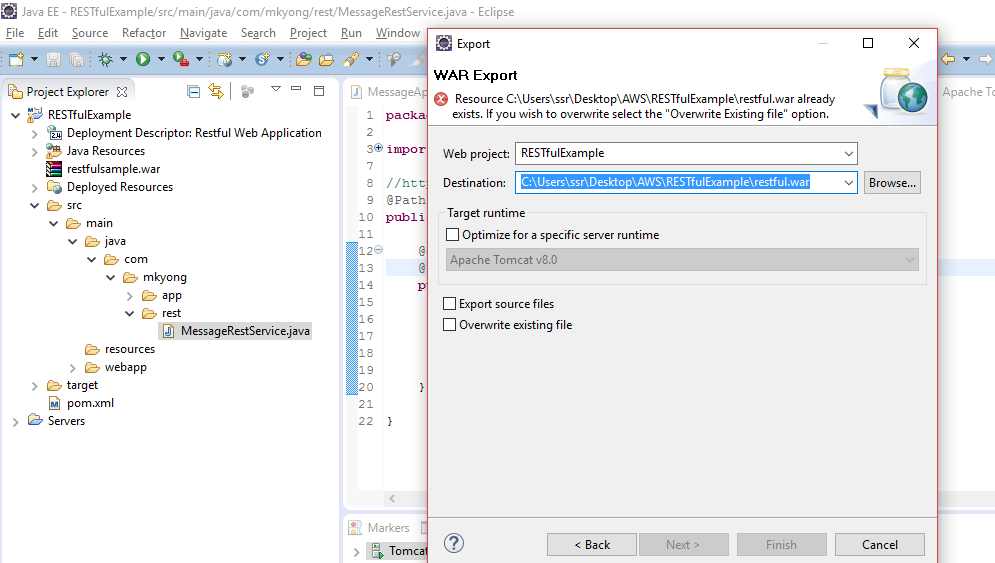 Java EE - RESTfulExample/src/main/java/com/mkyong/rest/MessageRestService.java - Eclipse
File Edit Source Refactor Navigate Search Project Run Window
Project Explorer
RESTfulExample
Deployment Descriptor: Restful Web Application
Java Resources
restfulsample.war
Deployed Resources
src
main
java
com
mkyong
app
rest
MessageRestService.java
resources
webapp
target
pom.xml
Servers
MessageAp
Apache To
1 packa
2
3 impor
7
8 //htt
9 @Path
10 publi
11
12 @
13 @
14 pu
15
16
17
18
19
20 }
21
22 }
Markers
Tomcat
Export
WAR Export
Resource C:\Users\ssr\Desktop\AWS\RESTfulExample\restful.war already
exists. If you wish to overwrite select the "Overwrite Existing file" option.
Web project: RESTfulExample
Destination: C:\Users\ssr\Desktop\AWS\RESTfulExample\restful.war Browse...
Target runtime
Optimize for a specific server runtime
Apache Tomcat v8.0
Export source files
Overwrite existing file
? < Back Next > Finish Cancel